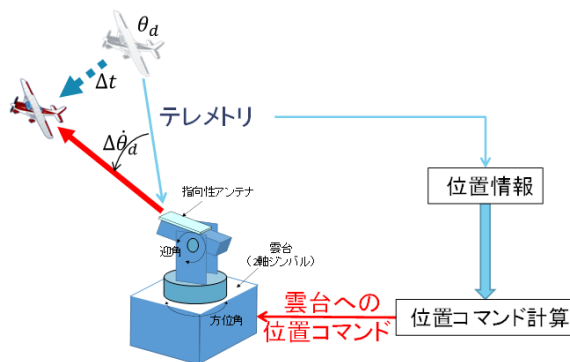 θd
Δt
テレメトリ
Δθ̇d
位置情報
指向性アンテナ
迎角
雲台
(2軸ジンバル)
方位角
雲台への
位置コマンド
位置コマンド計算